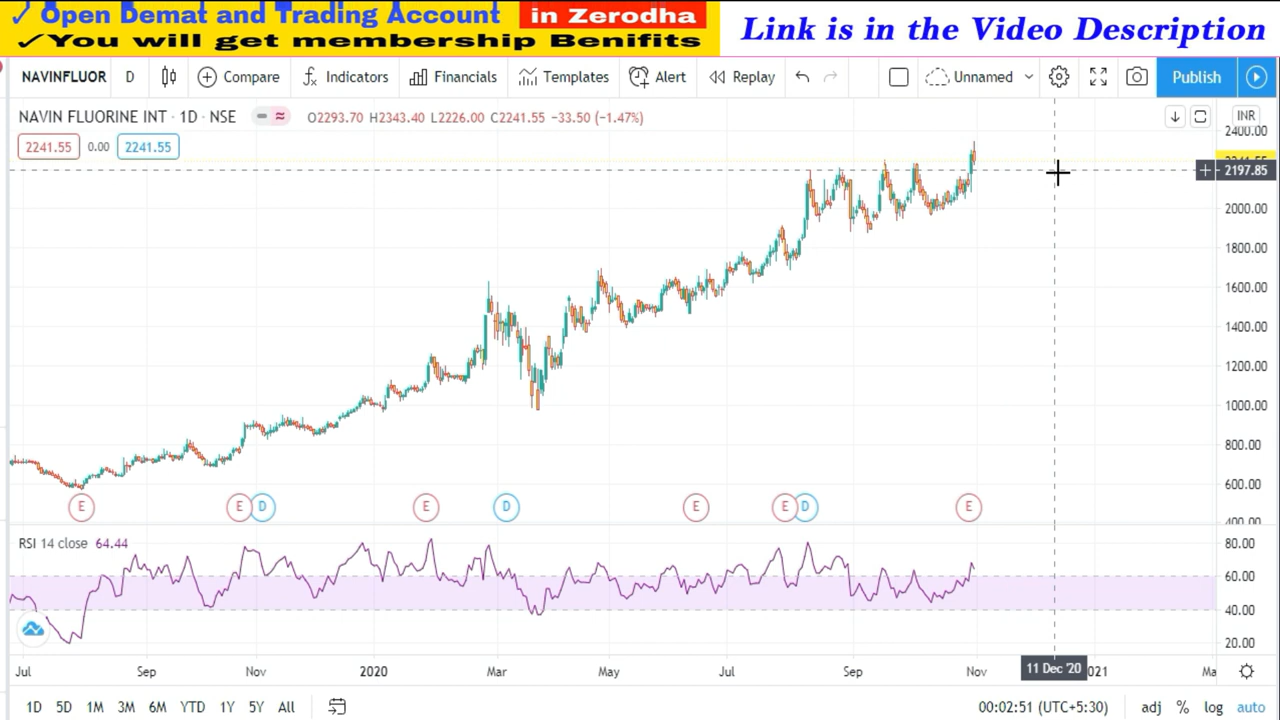 ✓ Open Demat and Trading Account in Zerodha
✓You will get membership Benifits
Link is in the Video Description
NAVINFLUOR D Compare Indicators Financials Templates Alert Replay Unnamed Publish
NAVIN FLUORINE INT · 1D · NSE O2293.70 H2343.40 L2226.00 C2241.55 −33.50 (−1.47%) INR
2241.55 0.00 2241.55
2400.00
2241.55
2197.85
2000.00
1800.00
1600.00
1400.00
1200.00
1000.00
800.00
600.00
400.00
E E D E D E E D E
RSI 14 close 64.44
80.00
60.00
40.00
20.00
Jul Sep Nov 2020 Mar May Jul Sep Nov 11 Dec '20 021 Ma
1D 5D 1M 3M 6M YTD 1Y 5Y All 00:02:51 (UTC+5:30) adj % log auto